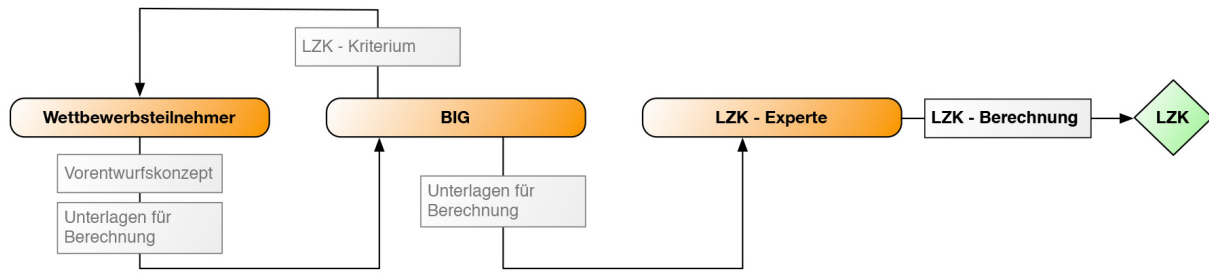 LZK - Kriterium
Wettbewerbsteilnehmer
BIG
LZK - Experte
LZK - Berechnung
LZK
Vorentwurfskonzept
Unterlagen für
Berechnung
Unterlagen für
Berechnung